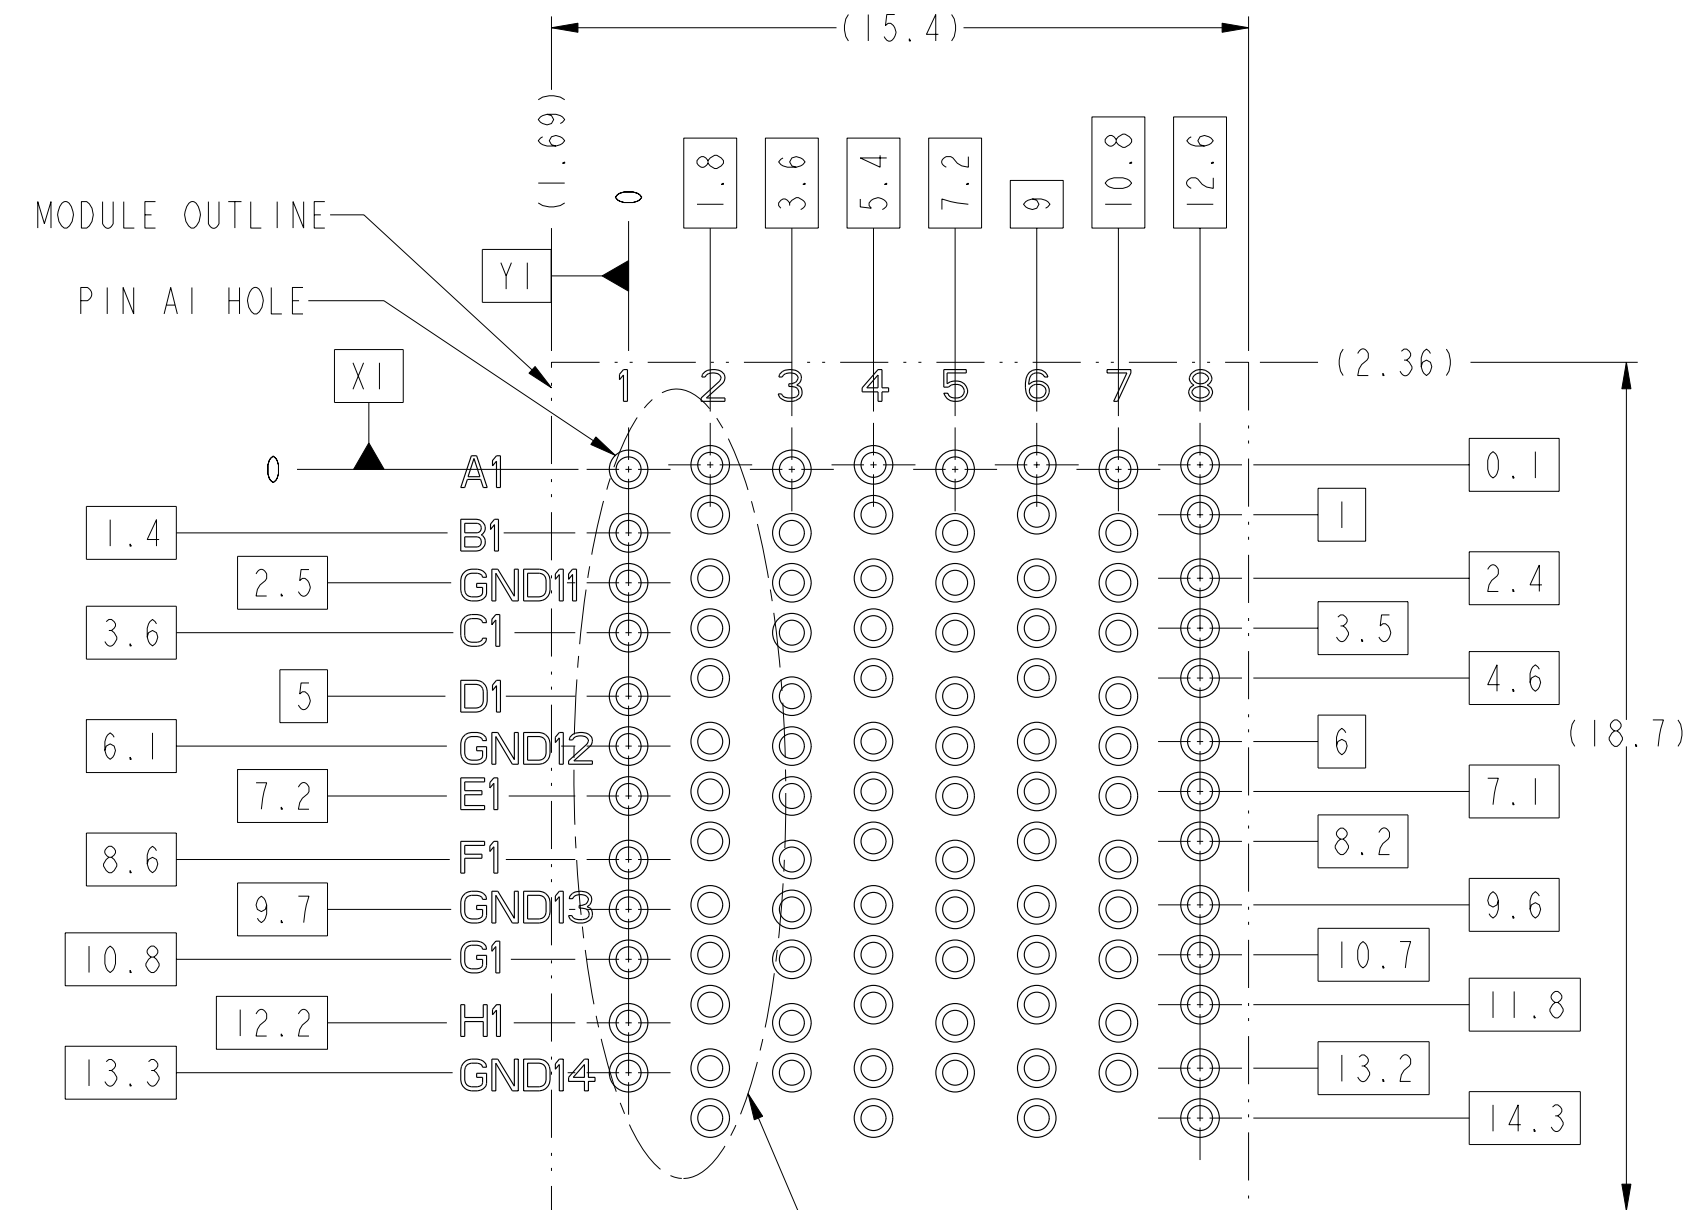 (15.4)
(1.69)
0
1.8
3.6
5.4
7.2
9
10.8
12.6
MODULE OUTLINE
Y1
PIN A1 HOLE
(2.36)
X1
1 2 3 4 5 6 7 8
0
A1
0.1
1
1.4
B1
2.5
GND11
2.4
3.6
C1
3.5
5
D1
4.6
6.1
GND12
6
(18.7)
7.2
E1
7.1
8.6
F1
8.2
9.7
GND13
9.6
10.8
G1
10.7
12.2
H1
11.8
13.3
GND14
13.2
14.3